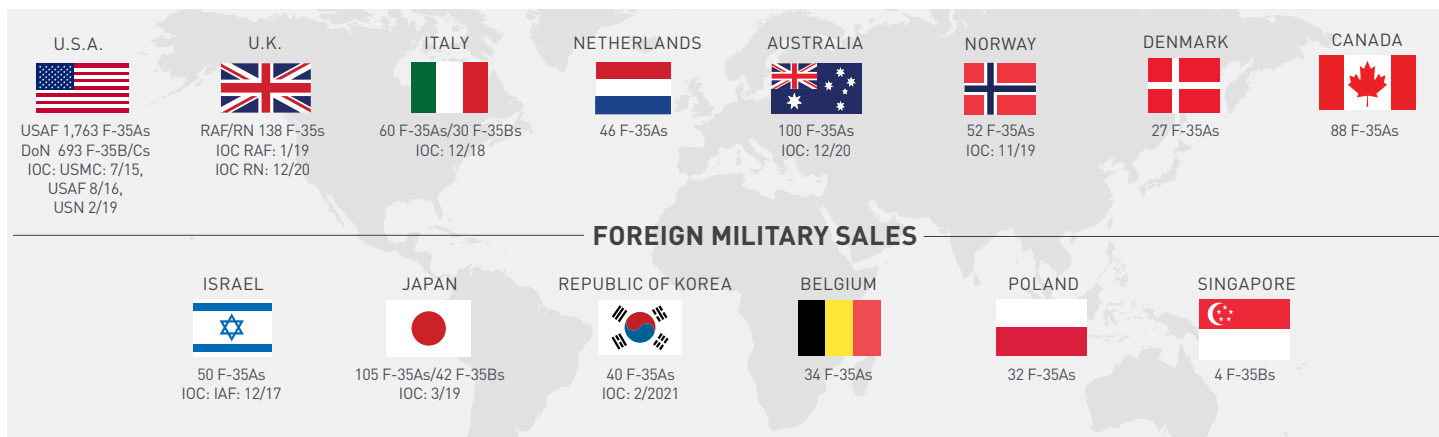 U.S.A.
USAF 1,763 F-35As
DoN 693 F-35B/Cs
IOC: USMC: 7/15,
USAF 8/16,
USN 2/19
U.K.
RAF/RN 138 F-35s
IOC RAF: 1/19
IOC RN: 12/20
ITALY
60 F-35As/30 F-35Bs
IOC: 12/18
NETHERLANDS
46 F-35As
AUSTRALIA
100 F-35As
IOC: 12/20
NORWAY
52 F-35As
IOC: 11/19
DENMARK
27 F-35As
CANADA
88 F-35As
FOREIGN MILITARY SALES
ISRAEL
50 F-35As
IOC: IAF: 12/17
JAPAN
105 F-35As/42 F-35Bs
IOC: 3/19
REPUBLIC OF KOREA
40 F-35As
IOC: 2/2021
BELGIUM
34 F-35As
POLAND
32 F-35As
SINGAPORE
4 F-35Bs